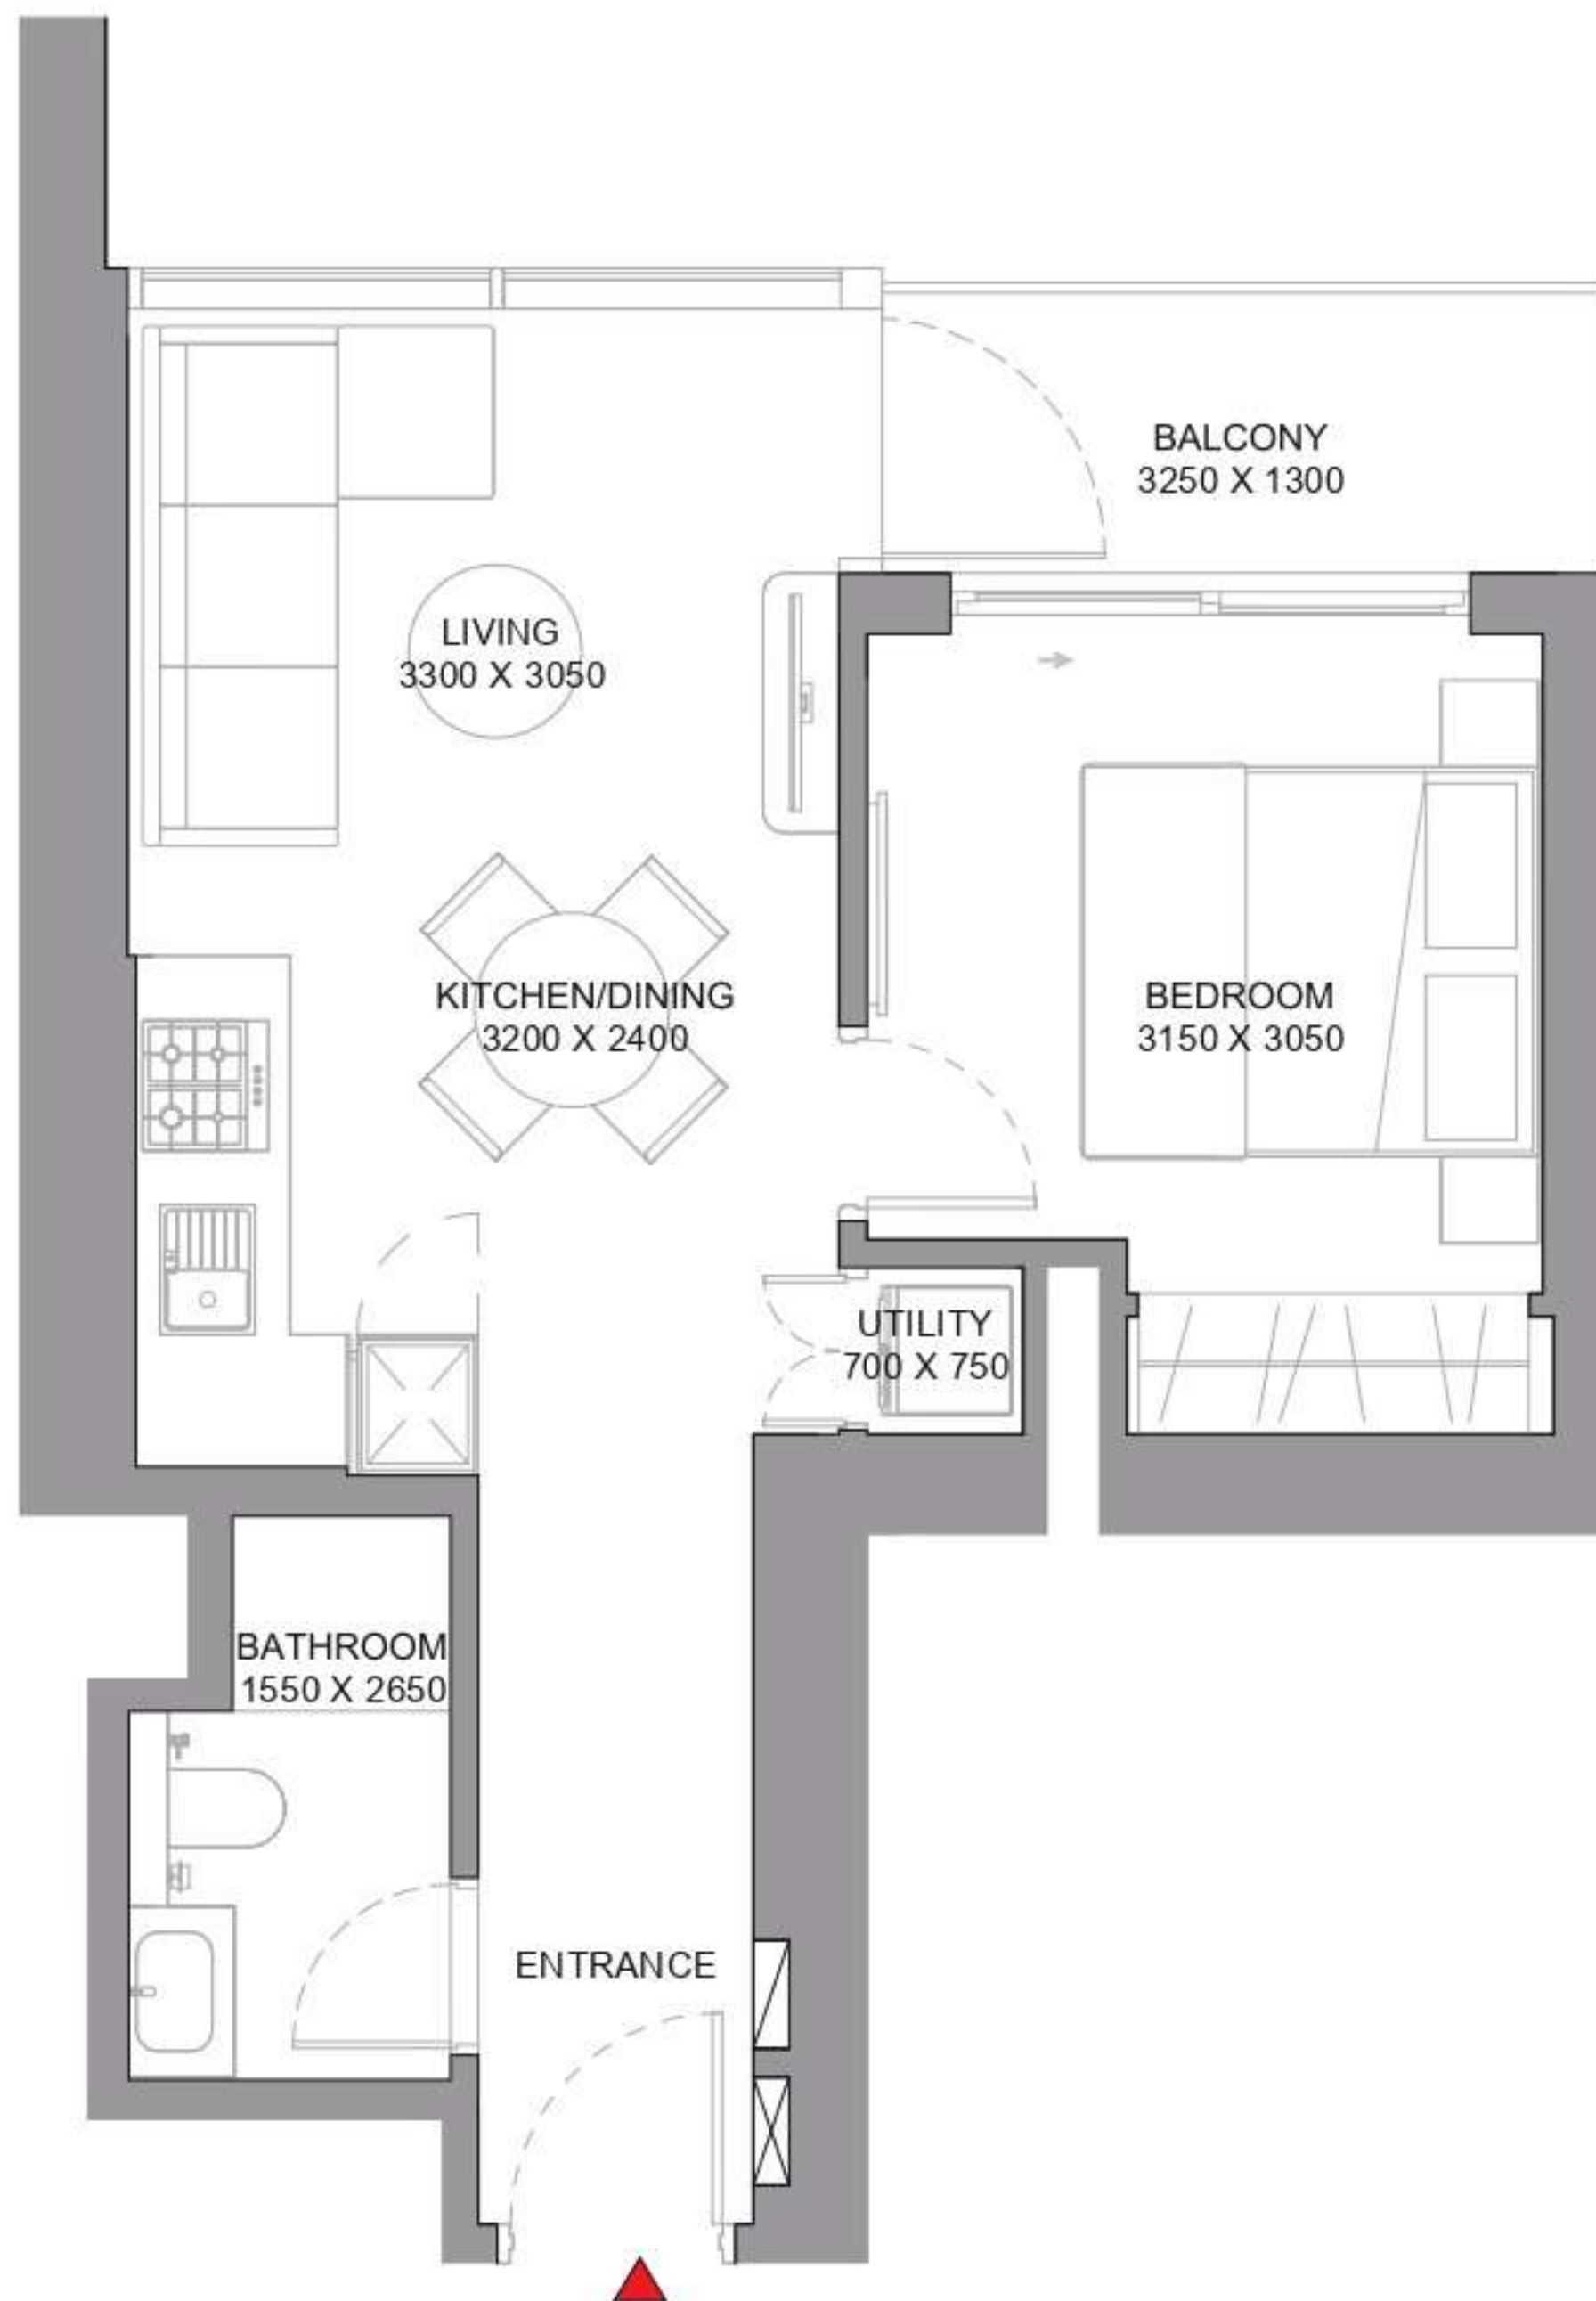 BALCONY
3250 X 1300
LIVING
3300 X 3050
KITCHEN/DINING
3200 X 2400
BEDROOM
3150 X 3050
UTILITY
700 X 750
BATHROOM
1550 X 2650
ENTRANCE